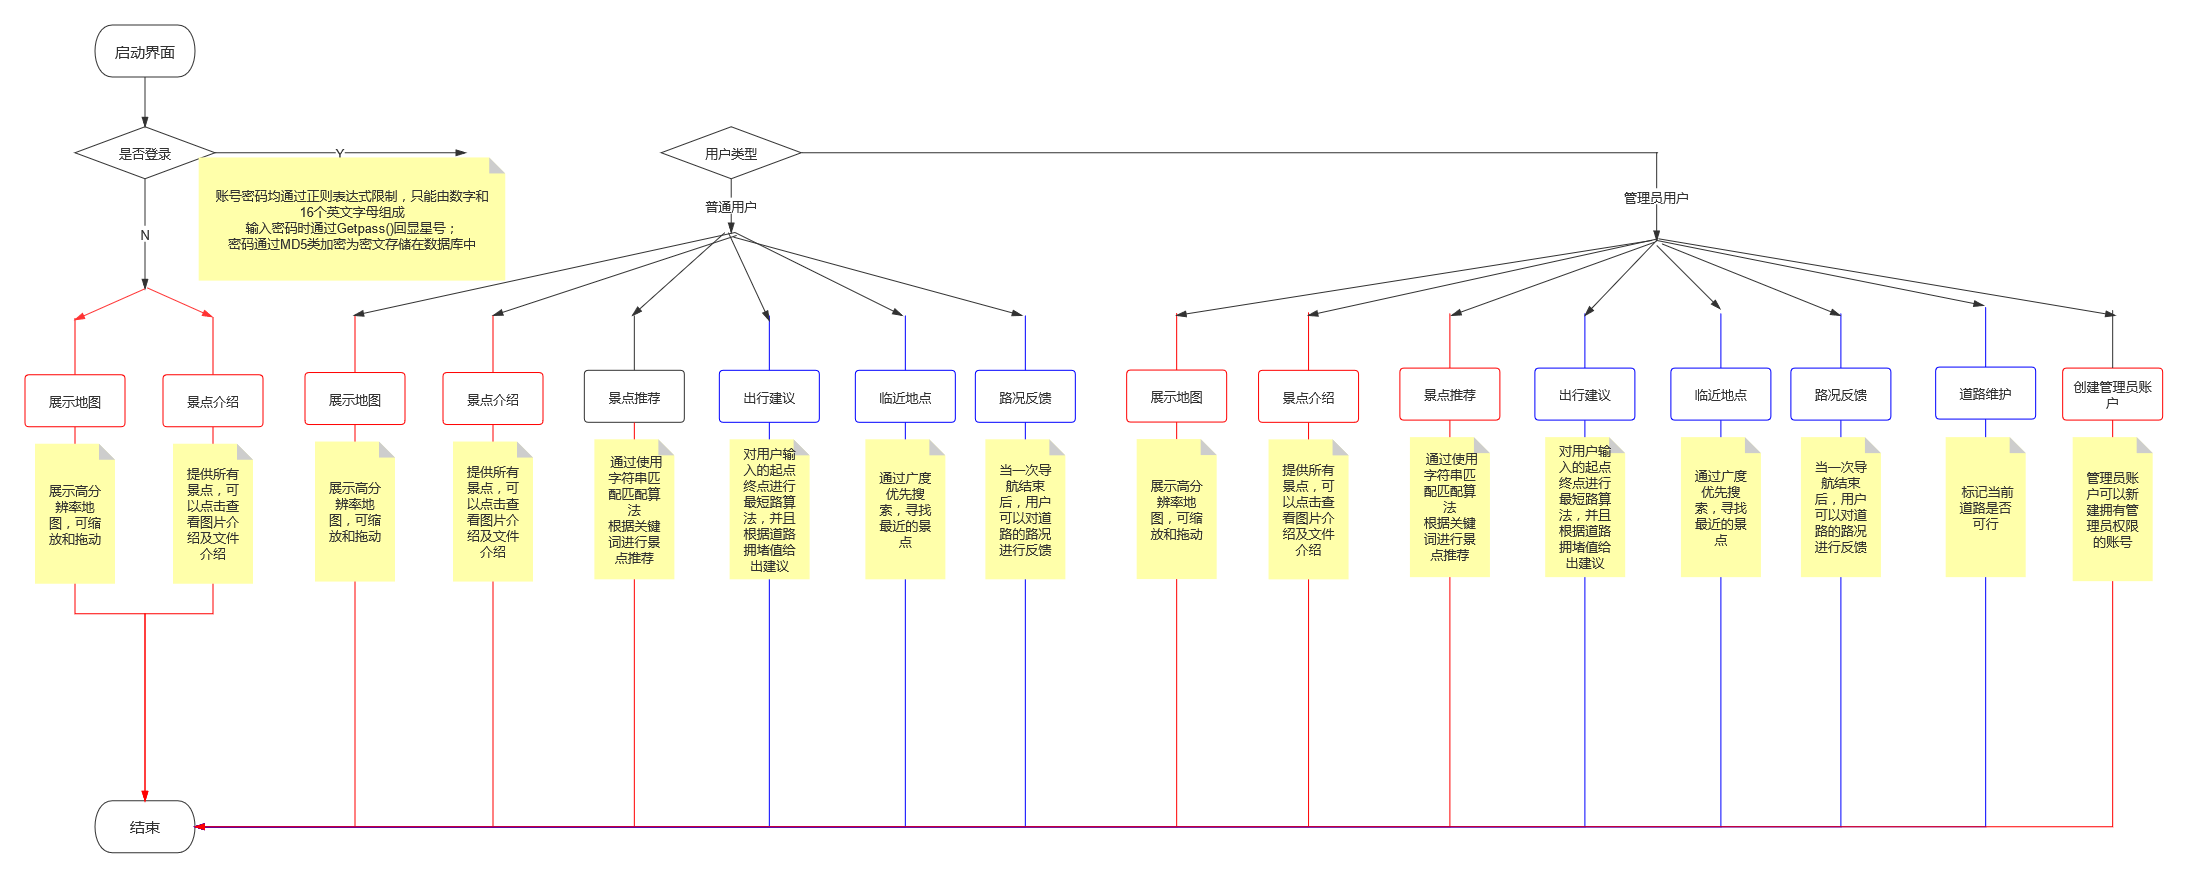 启动界面
是否登录
Y
用户类型
账号密码均通过正则表达式限制，只能由数字和
16个英文字母组成
输入密码时通过Getpass()回显星号；
密码通过MD5类加密为密文存储在数据库中
普通用户
管理员用户
N
展示地图
景点介绍
展示地图
景点介绍
景点推荐
出行建议
临近地点
路况反馈
展示地图
景点介绍
景点推荐
出行建议
临近地点
路况反馈
道路维护
创建管理员账
户
展示高分
辨率地
图，可缩
放和拖动
提供所有
景点，可
以点击查
看图片介
绍及文件
介绍
展示高分
辨率地
图，可缩
放和拖动
提供所有
景点，可
以点击查
看图片介
绍及文件
介绍
通过使用
字符串匹
配匹配算
法
根据关键
词进行景
点推荐
对用户输
入的起点
终点进行
最短路算
法，并且
根据道路
拥堵值给
出建议
通过广度
优先搜
索，寻找
最近的景
点
当一次导
航结束
后，用户
可以对道
路的路况
进行反馈
展示高分
辨率地
图，可缩
放和拖动
提供所有
景点，可
以点击查
看图片介
绍及文件
介绍
通过使用
字符串匹
配匹配算
法
根据关键
词进行景
点推荐
对用户输
入的起点
终点进行
最短路算
法，并且
根据道路
拥堵值给
出建议
通过广度
优先搜
索，寻找
最近的景
点
当一次导
航结束
后，用户
可以对道
路的路况
进行反馈
标记当前
道路是否
可行
管理员账
户可以新
建拥有管
理员权限
的账号
结束